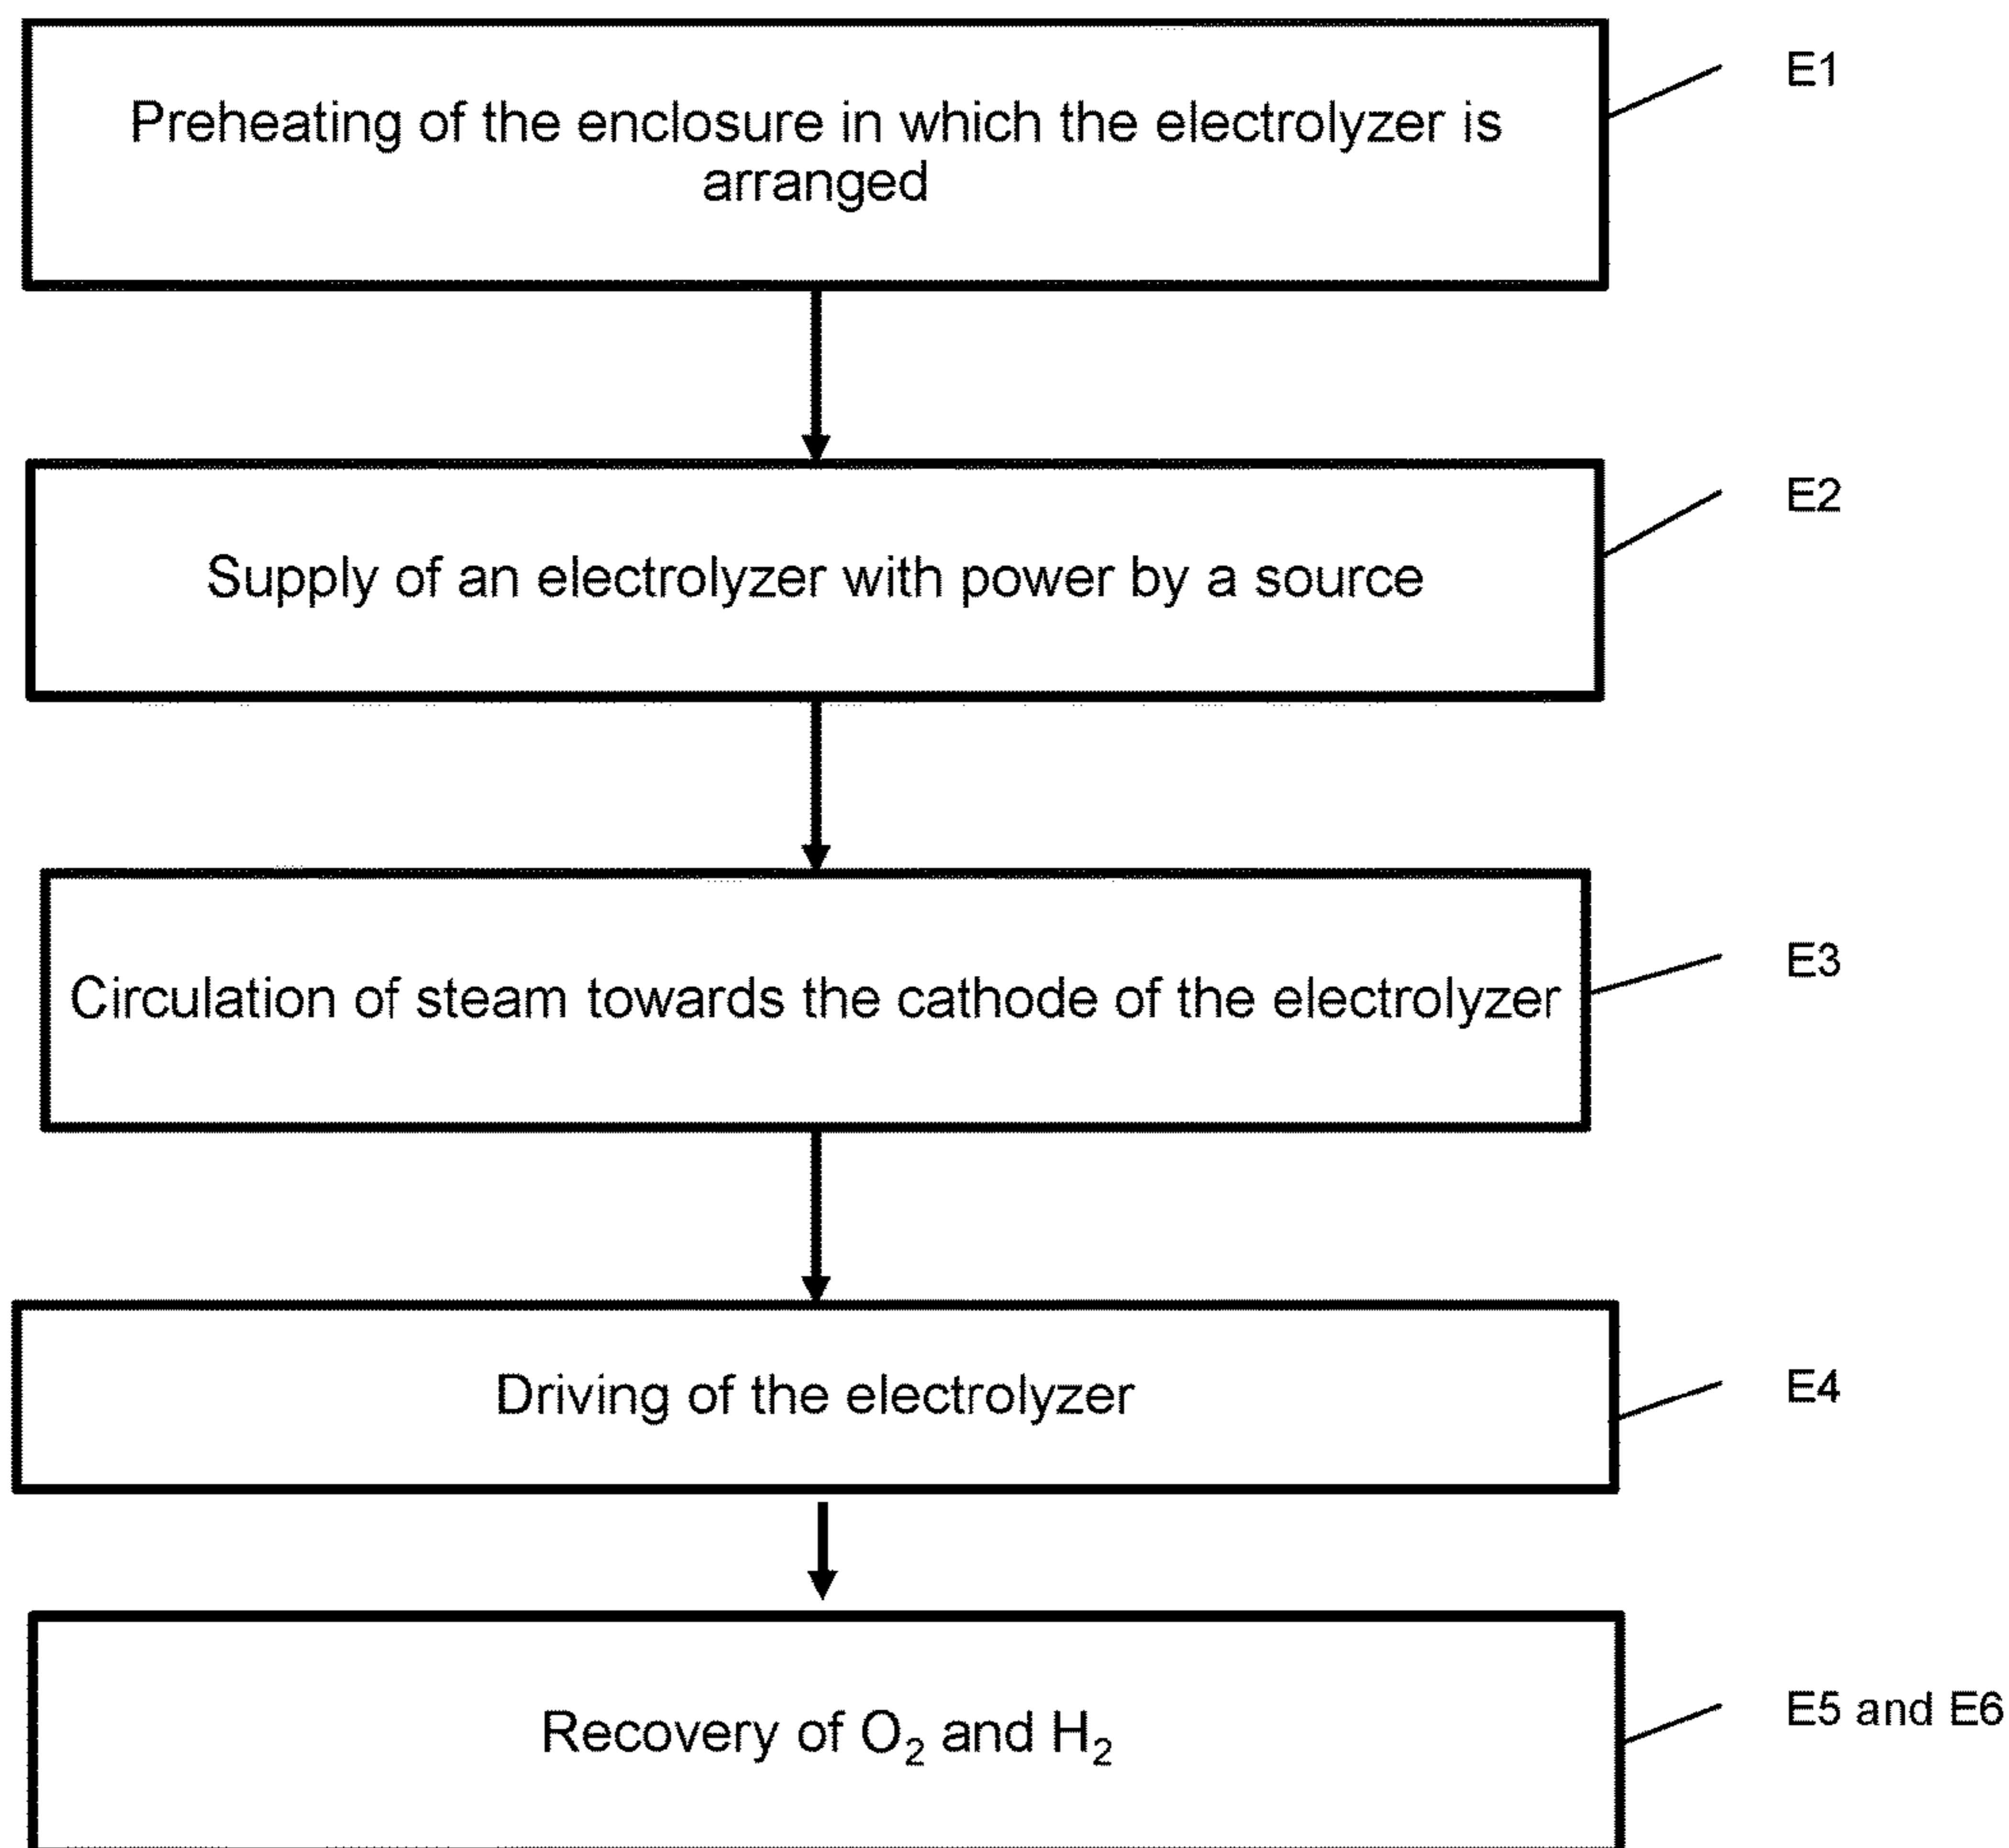 Preheating of the enclosure in which the electrolyzer is
arranged
E1
Supply of an electrolyzer with power by a source
E2
Circulation of steam towards the cathode of the electrolyzer
E3
Driving of the electrolyzer
E4
Recovery of O₂ and H₂
E5 and E6